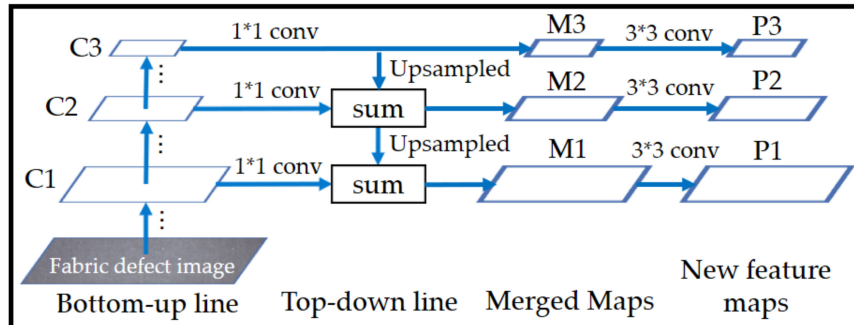 C3
1*1 conv
M3
3*3 conv
P3
Upsampled
C2
1*1 conv
sum
M2
3*3 conv
P2
Upsampled
C1
1*1 conv
sum
M1
3*3 conv
P1
Fabric defect image
Bottom-up line
Top-down line
Merged Maps
New feature
maps